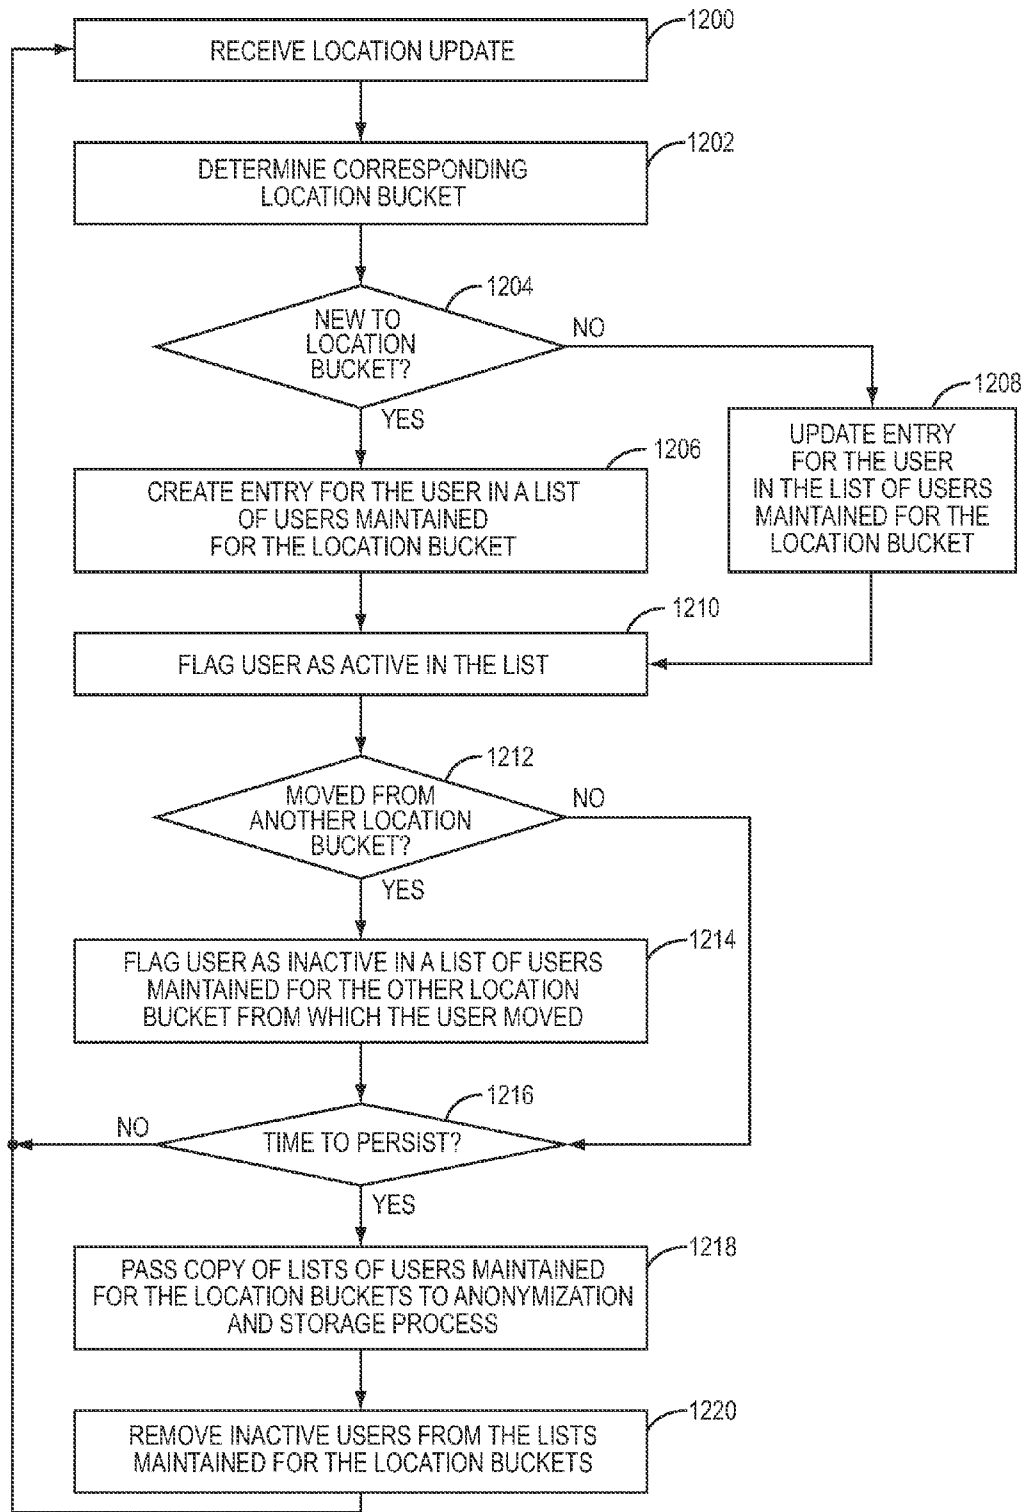 1200
RECEIVE LOCATION UPDATE
1202
DETERMINE CORRESPONDING
LOCATION BUCKET
1204
NEW TO
LOCATION
BUCKET?
NO
YES
1206
CREATE ENTRY FOR THE USER IN A LIST
OF USERS MAINTAINED
FOR THE LOCATION BUCKET
1208
UPDATE ENTRY
FOR THE USER
IN THE LIST OF USERS
MAINTAINED FOR THE
LOCATION BUCKET
1210
FLAG USER AS ACTIVE IN THE LIST
1212
MOVED FROM
ANOTHER LOCATION
BUCKET?
NO
YES
1214
FLAG USER AS INACTIVE IN A LIST OF USERS
MAINTAINED FOR THE OTHER LOCATION
BUCKET FROM WHICH THE USER MOVED
1216
NO
TIME TO PERSIST?
YES
1218
PASS COPY OF LISTS OF USERS MAINTAINED
FOR THE LOCATION BUCKETS TO ANONYMIZATION
AND STORAGE PROCESS
1220
REMOVE INACTIVE USERS FROM THE LISTS
MAINTAINED FOR THE LOCATION BUCKETS